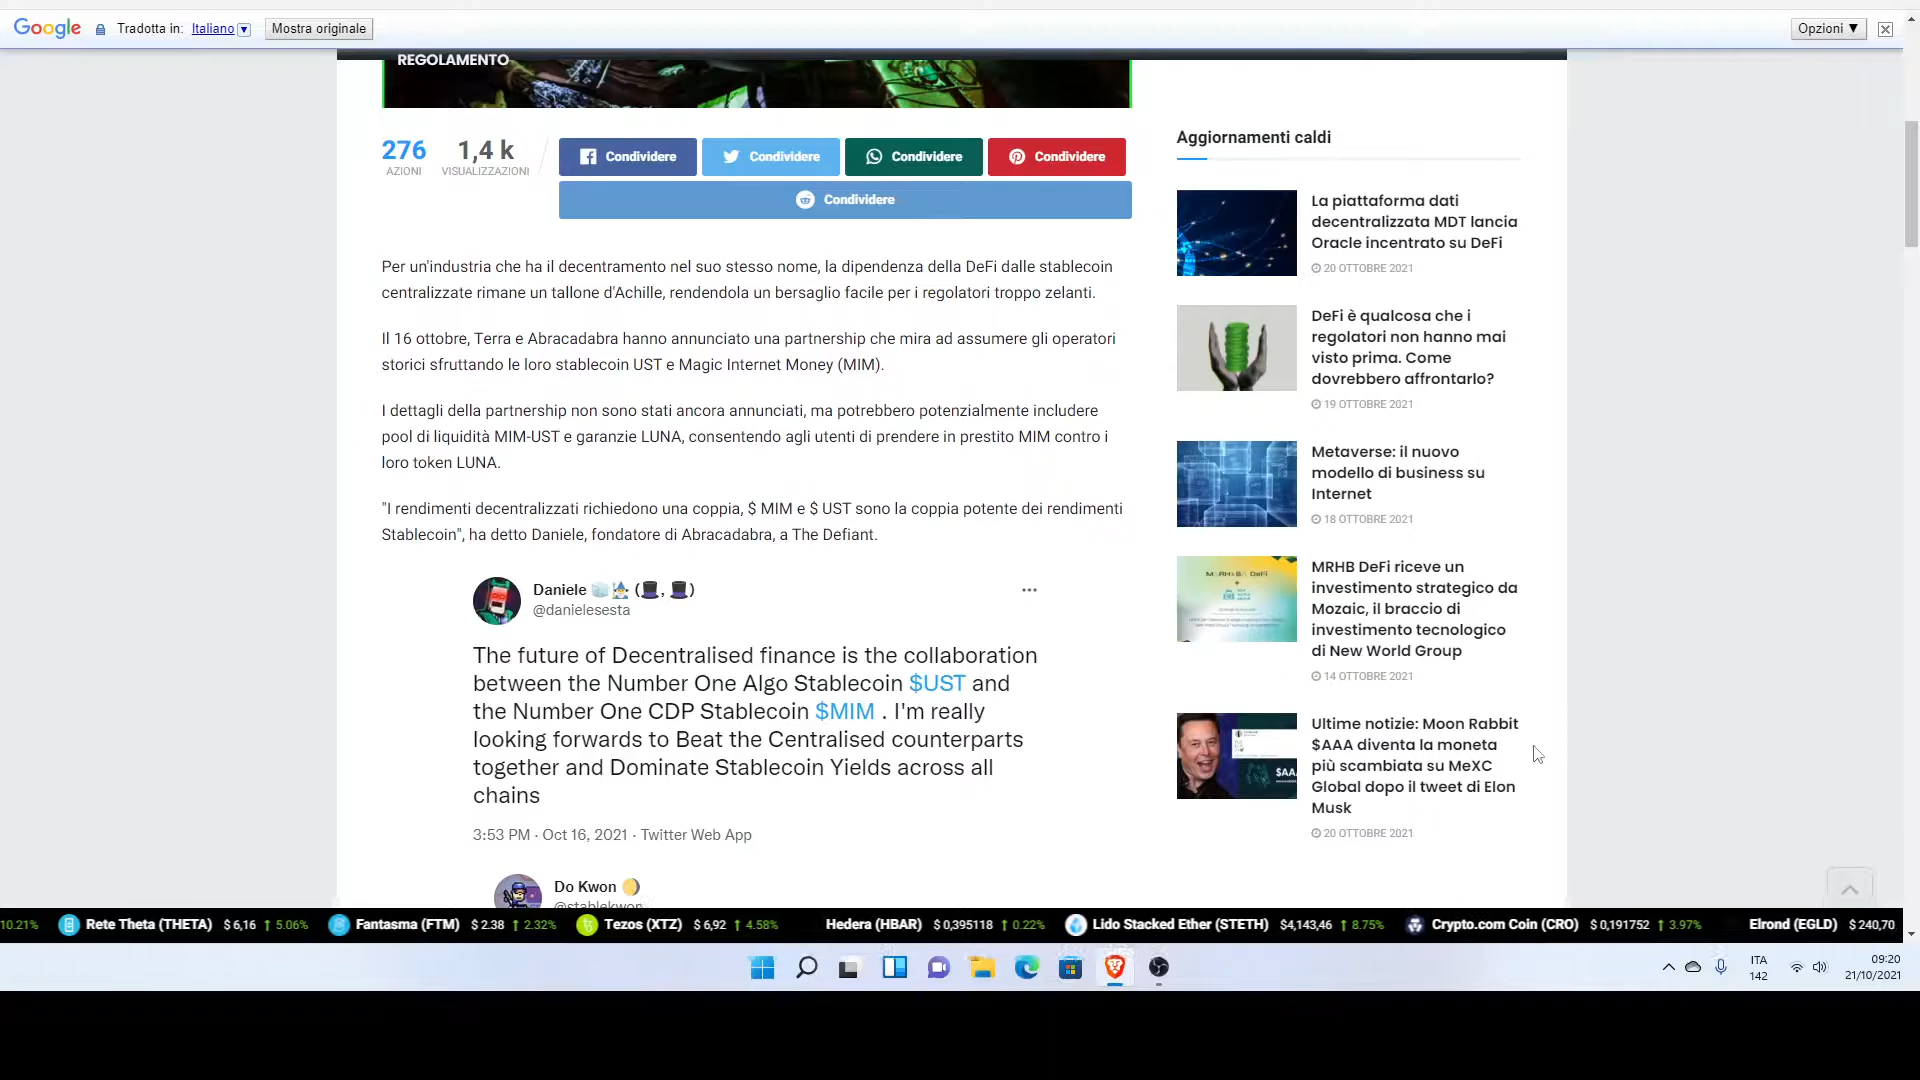 Google Tradotta in: Italiano Mostra originale Opzioni ▼
REGOLAMENTO
276 1,4 k
AZIONI VISUALIZZAZIONI
Condividere Condividere Condividere Condividere
Condividere
Per un'industria che ha il decentramento nel suo stesso nome, la dipendenza della DeFi dalle stablecoin
centralizzate rimane un tallone d'Achille, rendendola un bersaglio facile per i regolatori troppo zelanti.
Il 16 ottobre, Terra e Abracadabra hanno annunciato una partnership che mira ad assumere gli operatori
storici sfruttando le loro stablecoin UST e Magic Internet Money (MIM).
I dettagli della partnership non sono stati ancora annunciati, ma potrebbero potenzialmente includere
pool di liquidità MIM-UST e garanzie LUNA, consentendo agli utenti di prendere in prestito MIM contro i
loro token LUNA.
"I rendimenti decentralizzati richiedono una coppia, $ MIM e $ UST sono la coppia potente dei rendimenti
Stablecoin", ha detto Daniele, fondatore di Abracadabra, a The Defiant.
Daniele 🧊🧙‍♂️ (🎩, 🎩)
@danielesesta
The future of Decentralised finance is the collaboration
between the Number One Algo Stablecoin $UST and
the Number One CDP Stablecoin $MIM . I'm really
looking forwards to Beat the Centralised counterparts
together and Dominate Stablecoin Yields across all
chains
3:53 PM · Oct 16, 2021 · Twitter Web App
Do Kwon 🌖
@stablekwon
Aggiornamenti caldi
La piattaforma dati
decentralizzata MDT lancia
Oracle incentrato su DeFi
20 OTTOBRE 2021
DeFi è qualcosa che i
regolatori non hanno mai
visto prima. Come
dovrebbero affrontarlo?
19 OTTOBRE 2021
Metaverse: il nuovo
modello di business su
Internet
18 OTTOBRE 2021
MRHB DeFi riceve un
investimento strategico da
Mozaic, il braccio di
investimento tecnologico
di New World Group
14 OTTOBRE 2021
Ultime notizie: Moon Rabbit
$AAA diventa la moneta
più scambiata su MeXC
Global dopo il tweet di Elon
Musk
20 OTTOBRE 2021
10.21% Rete Theta (THETA) $ 6,16 ↑ 5.06% Fantasma (FTM) $ 2.38 ↑ 2.32% Tezos (XTZ) $ 6,92 ↑ 4.58% Hedera (HBAR) $ 0,395118 ↑ 0.22% Lido Stacked Ether (STETH) $4,143,46 ↑ 8.75% Crypto.com Coin (CRO) $ 0,191752 ↑ 3.97% Elrond (EGLD) $ 240,70
ITA 09:20
142 21/10/2021